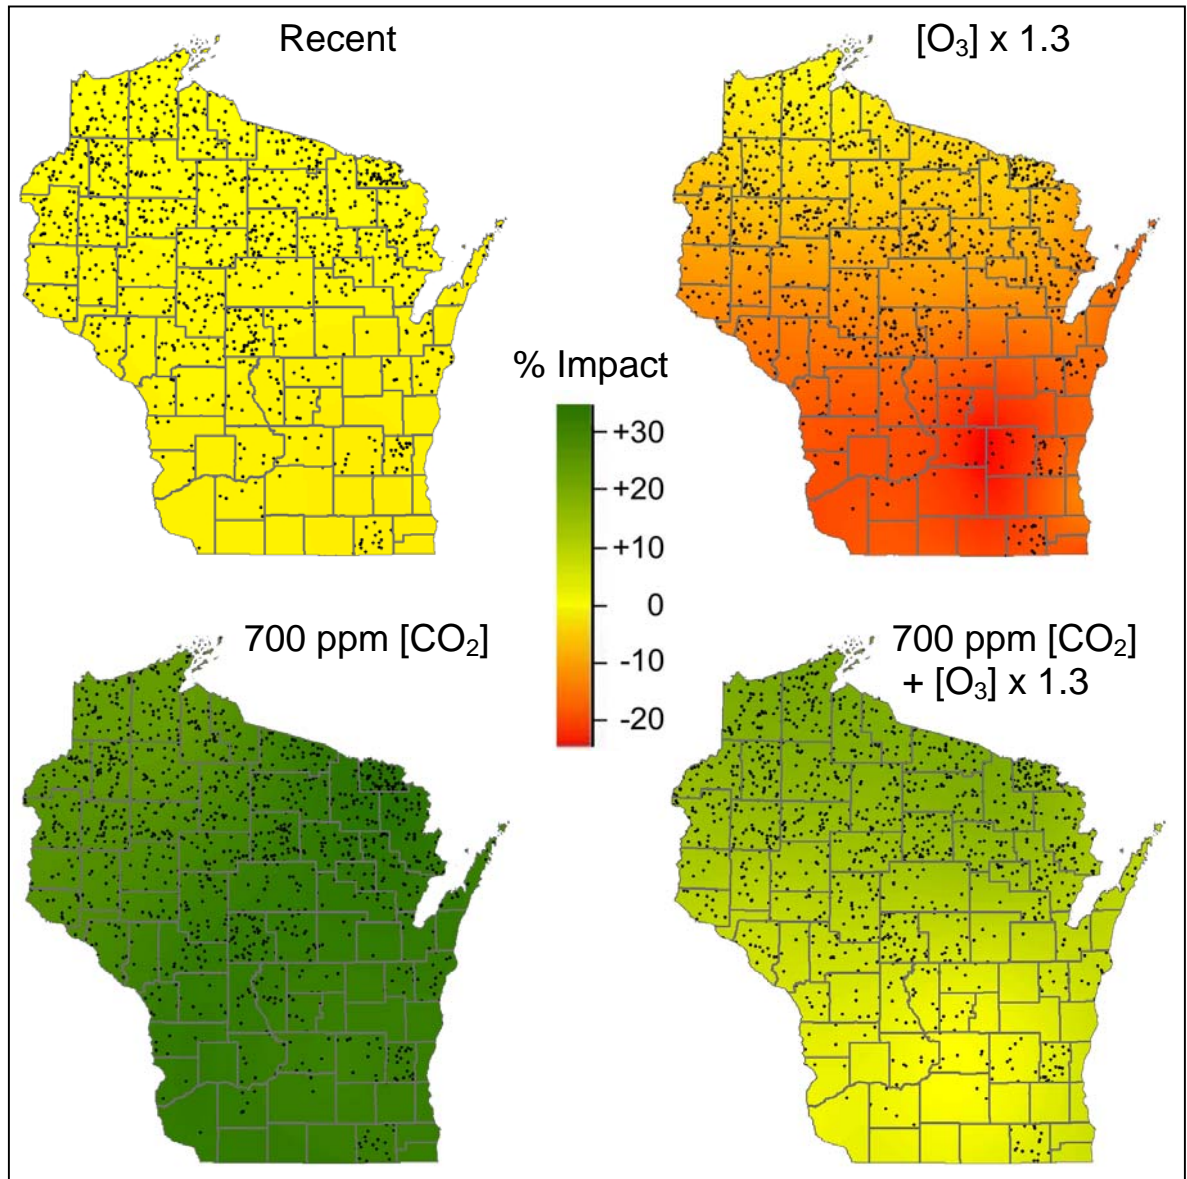 Recent
[O₃] x 1.3
% Impact
+30
+20
+10
0
-10
-20
700 ppm [CO₂]
700 ppm [CO₂]
+ [O₃] x 1.3